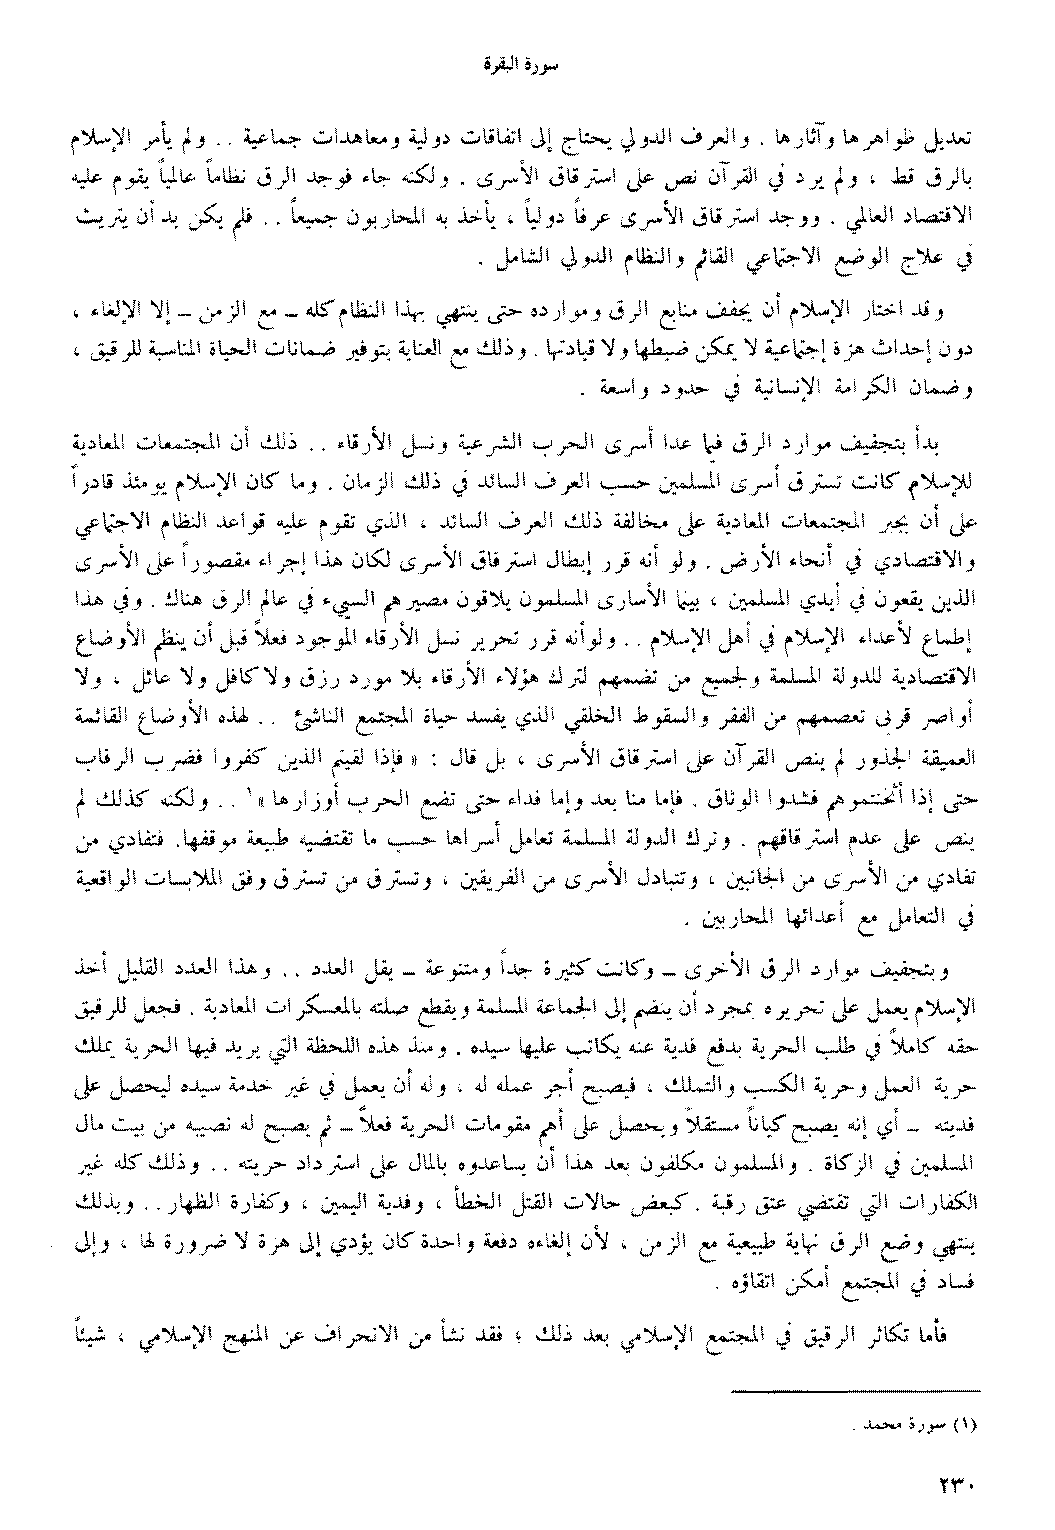 سورة البقرة
تعديل ظواهرها وآثارها . والعرف الدولي يحتاج إلى اتفاقات دولية ومعاهدات جماعية .. ولم يأمر الإسلام
بالرق قط ، ولم يرد في القرآن نص على استرقاق الأسرى . ولكنه جاء فوجد الرق نظاماً عالمياً يقوم عليه
الاقتصاد العالمي . ووجد استرقاق الأسرى عرفاً دولياً ، يأخذ به المحاربون جميعاً .. فلم يكن بد أن يتريث
في علاج الوضع الاجتماعي القائم والنظام الدولي الشامل .
وقد اختار الإسلام أن يجفف منابع الرق وموارده حتى ينتهي بهذا النظام كله ــ مع الزمن ــ إلا الإلغاء ،
دون إحداث هزة إجتماعية لا يمكن ضبطها ولا قيادتها . وذلك مع العناية بتوفير ضمانات الحياة المناسبة للرقيق ،
وضمان الكرامة الإنسانية في حدود واسعة .
بدأ بتجفيف موارد الرق فيما عدا أسرى الحرب الشرعية ونسل الأرقاء .. ذلك أن المجتمعات المعادية
للإسلام كانت تسترق أسرى المسلمين حسب العرف السائد في ذلك الزمان . وما كان الإسلام يومئذ قادراً
على أن يجبر المجتمعات المعادية على مخالفة ذلك العرف السائد ، الذي تقوم عليه قواعد النظام الاجتماعي
والاقتصادي في أنحاء الأرض . ولو أنه قرر إبطال استرقاق الأسرى لكان هذا إجراء مقصوراً على الأسرى
الذين يقعون في أيدي المسلمين ، بينما الأسارى المسلمون يلاقون مصيرهم السييء في عالم الرق هناك . وفي هذا
إطماع لأعداء الإسلام في أهل الإسلام .. ولوأنه قرر تحرير نسل الأرقاء الموجود فعلاً قبل أن ينظم الأوضاع
الاقتصادية للدولة المسلمة ولجميع من تضمهم لترك هؤلاء الأرقاء بلا مورد رزق ولا كافل ولا عائل ، ولا
أواصر قربى تعصمهم من الفقر والسقوط الخلقي الذي يفسد حياة المجتمع الناشئ .. لهذه الأوضاع القائمة
العميقة الجذور لم ينص القرآن على استرقاق الأسرى ، بل قال : « فإذا لقيتم الذين كفروا فضرب الرقاب
حتى إذا أثخنتموهم فشدوا الوثاق . فإما منا بعد وإما فداء حتى تضع الحرب أوزارها »١ .. ولكنه كذلك لم
ينص على عدم استرقاقهم . وترك الدولة المسلمة تعامل أسراها حسب ما تقتضيه طبيعة موقفها. فتفادي من
تفادي من الأسرى من الجانبين ، وتتبادل الأسرى من الفريقين ، وتسترق من تسترق وفق الملابسات الواقعية
في التعامل مع أعدائها المحاربين .
وبتجفيف موارد الرق الأخرى ــ وكانت كثيرة جداً ومتنوعة ــ يقل العدد .. وهذا العدد القليل أخذ
الإسلام يعمل على تحريره بمجرد أن ينضم إلى الجماعة المسلمة ويقطع صلته بالمعسكرات المعادية . فجعل للرقيق
حقه كاملاً في طلب الحرية بدفع فدية عنه يكاتب عليها سيده . ومنذ هذه اللحظة التي يريد فيها الحرية يملك
حرية العمل وحرية الكسب والتملك ، فيصبح أجر عمله له ، وله أن يعمل في غير خدمة سيده ليحصل على
فديته ــ أي إنه يصبح كياناً مستقلاً ويحصل على أهم مقومات الحرية فعلاً ــ ثم يصبح له نصيبه من بيت مال
المسلمين في الزكاة . والمسلمون مكلفون بعد هذا أن يساعدوه بالمال على استرداد حريته .. وذلك كله غير
الكفارات التي تقتضي عتق رقبة . كبعض حالات القتل الخطأ ، وفدية اليمين ، وكفارة الظهار .. وبذلك
ينتهي وضع الرق نهاية طبيعية مع الزمن ، لأن إلغاءه دفعة واحدة كان يؤدي إلى هزة لا ضرورة لها ، وإلى
فساد في المجتمع أمكن اتقاؤه .
فأما تكاثر الرقيق في المجتمع الإسلامي بعد ذلك ؛ فقد نشأ من الانحراف عن المنهج الإسلامي ، شيئاً
(١) سورة محمد .
٢٣٠